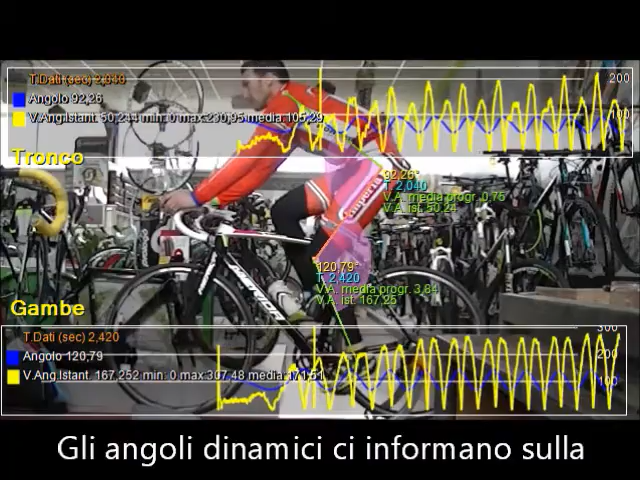 T.Dati (sec) 2,040
200
Angolo 92,26
V.Ang.Istant. 50,244 min: 0 max:230,95 media:105,29
100
Tronco
92,26°
T. 2,040
V.A. media progr. 0,75
V.A. ist. 50,24
120,79°
T. 2,420
V.A. media progr. 3,84
V.A. ist. 167,25
Gambe
300
T.Dati (sec) 2,420
200
Angolo 120,79
V.Ang.Istant. 167,252 min: 0 max:307,48 media:171,51
100
MERIDA
Gli angoli dinamici ci informano sulla